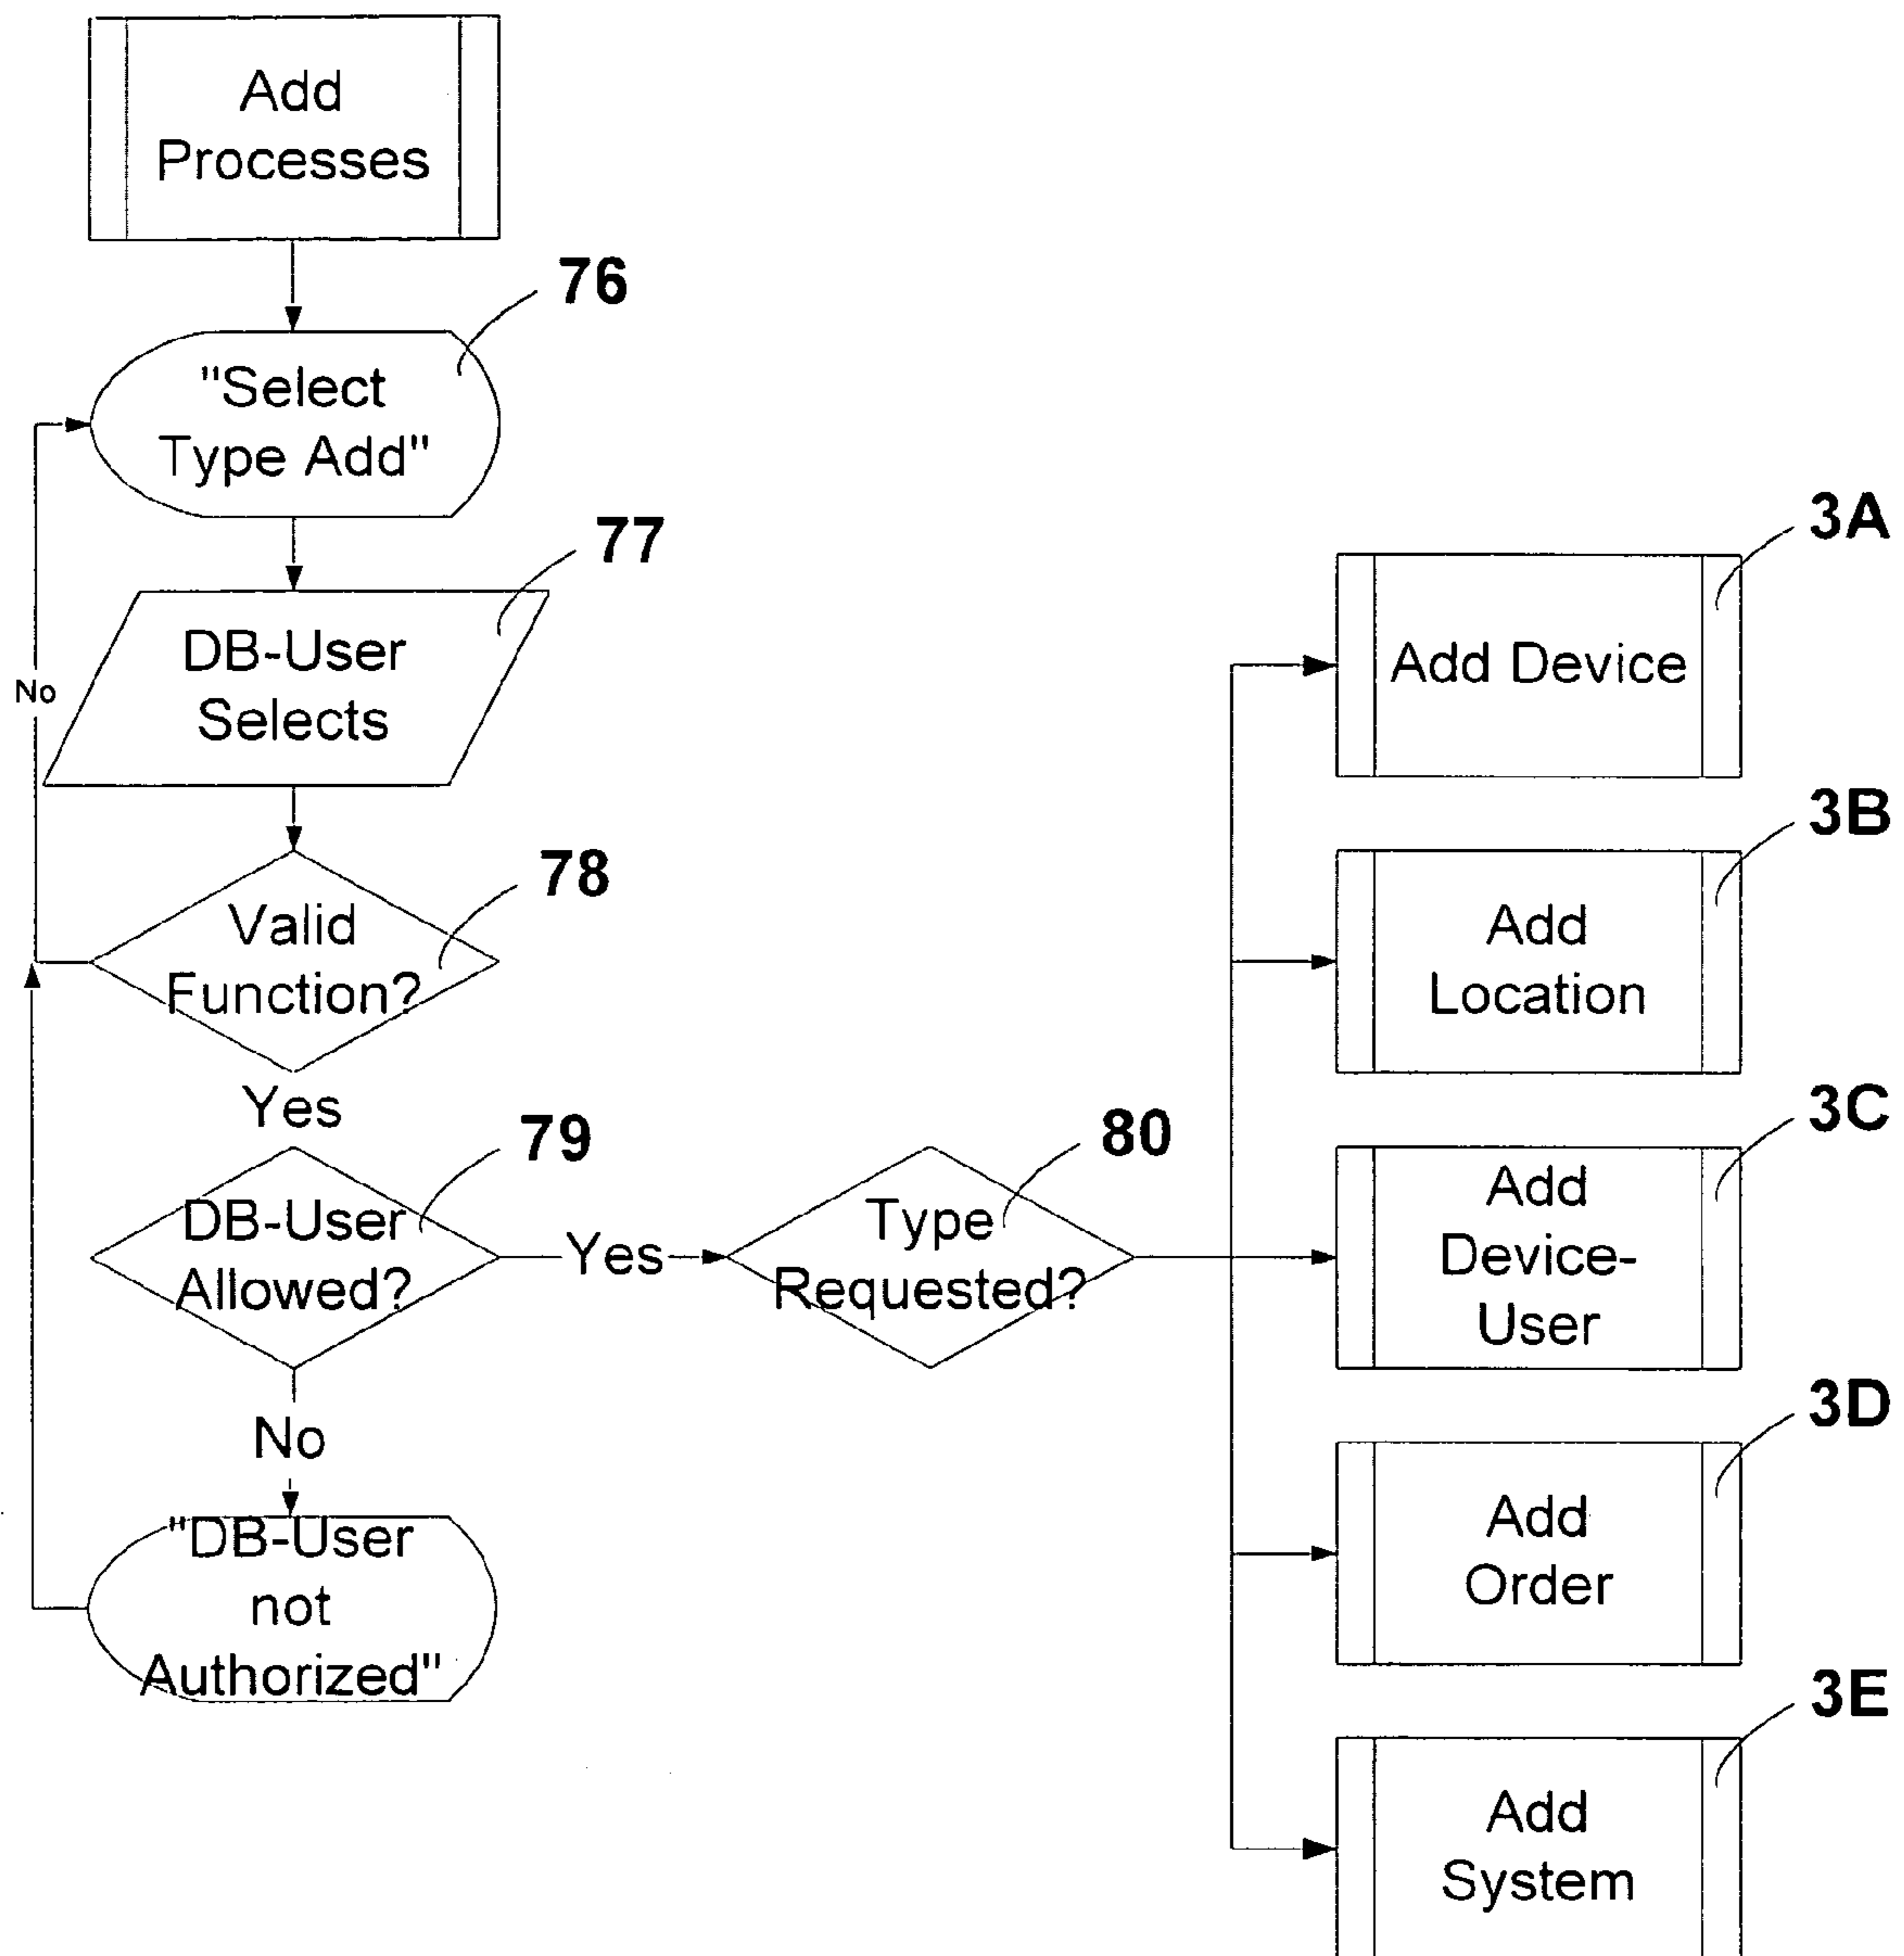 Add
Processes
76
"Select
Type Add"
77
DB-User
Selects
No
78
Valid
Function?
Yes
79
DB-User
Allowed?
Yes
80
Type
Requested?
No
"DB-User
not
Authorized"
3A
Add Device
3B
Add
Location
3C
Add
Device-
User
3D
Add
Order
3E
Add
System